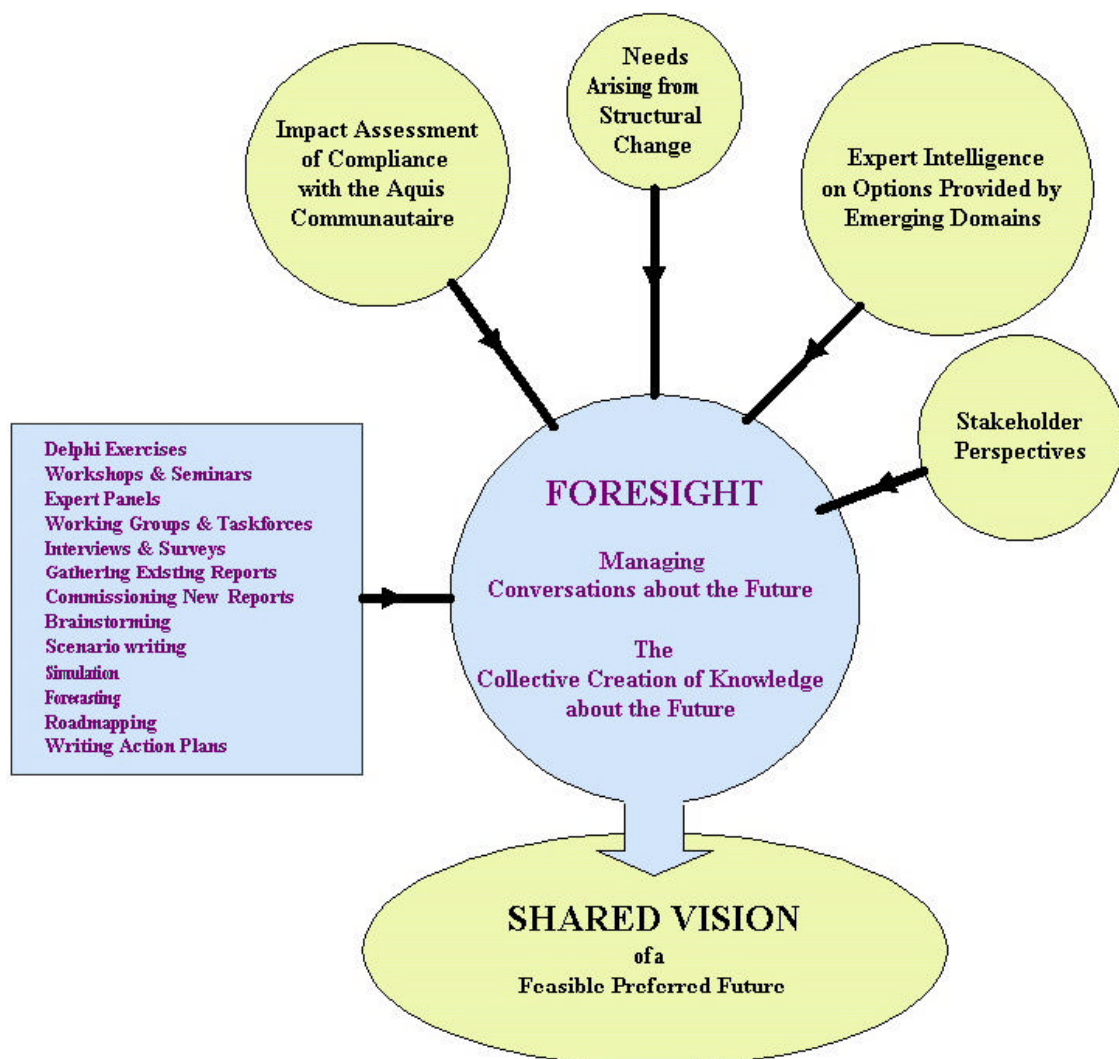 Needs
Arising from
Structural
Change
Impact Assessment
of Compliance
with the Aquis
Communautaire
Expert Intelligence
on Options Provided by
Emerging Domains
Stakeholder
Perspectives
Delphi Exercises
Workshops & Seminars
Expert Panels
Working Groups & Taskforces
Interviews & Surveys
Gathering Existing Reports
Commissioning New Reports
Brainstorming
Scenario writing
Simulation
Forecasting
Roadmapping
Writing Action Plans
FORESIGHT
Managing
Conversations about the Future
The
Collective Creation of Knowledge
about the Future
SHARED VISION
of a
Feasible Preferred Future